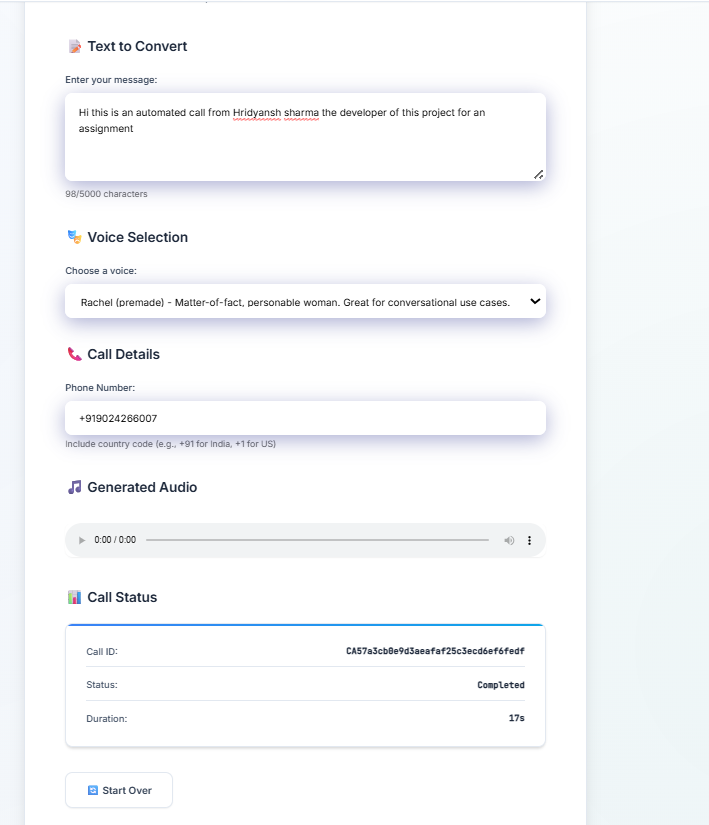 Text to Convert
Enter your message:
Hi this is an automated call from Hridyansh sharma the developer of this project for an
assignment
98/5000 characters
Voice Selection
Choose a voice:
Rachel (premade) - Matter-of-fact, personable woman. Great for conversational use cases.
Call Details
Phone Number:
+919024266007
Include country code (e.g., +91 for India, +1 for US)
Generated Audio
0:00 / 0:00
Call Status
Call ID: CA57a3cb0e9d3aeafaf25c3ecd6ef6fedf
Status: Completed
Duration: 17s
Start Over